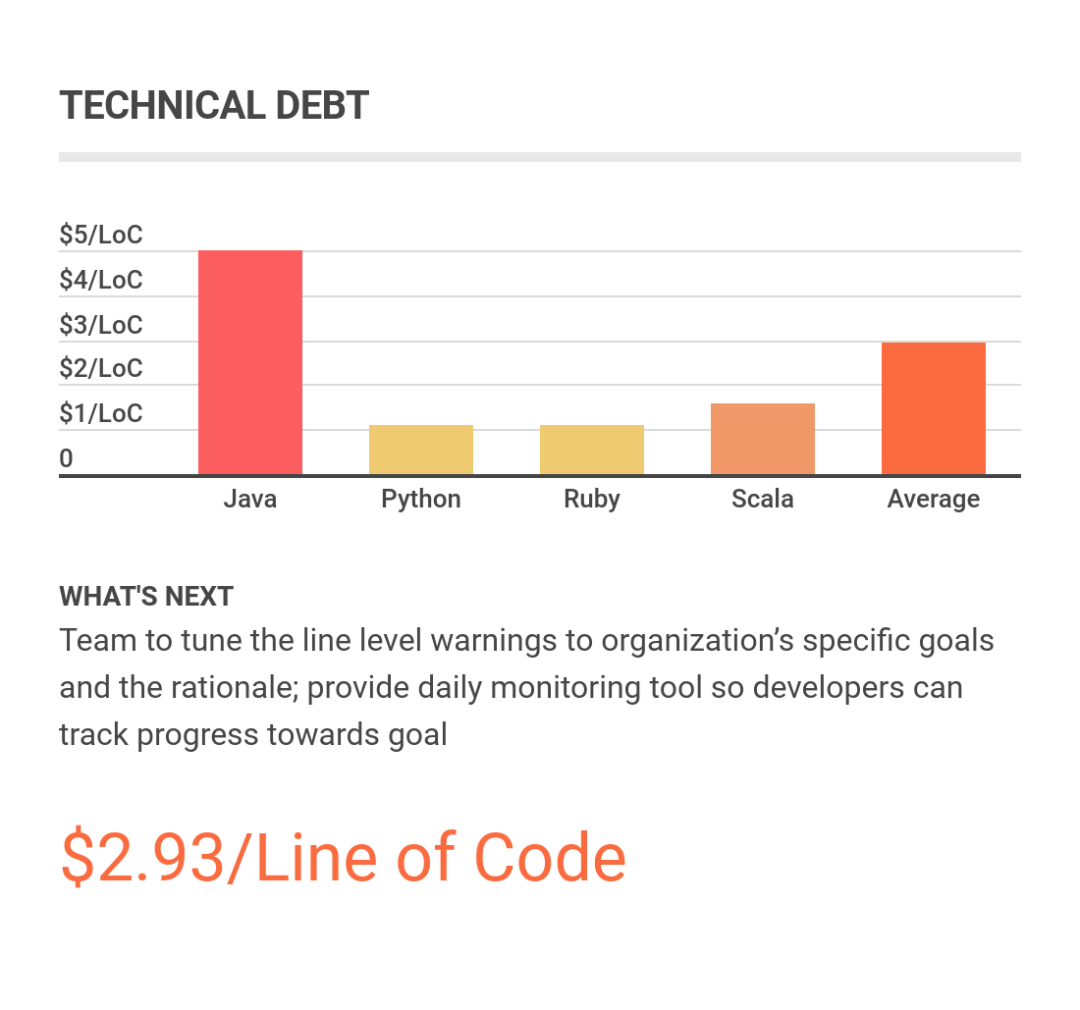 TECHNICAL DEBT
$5/LoC
$4/LoC
$3/LoC
$2/LoC
$1/LoC
0
Java Python Ruby Scala Average
WHAT'S NEXT
Team to tune the line level warnings to organization’s specific goals
and the rationale; provide daily monitoring tool so developers can
track progress towards goal
$2.93/Line of Code